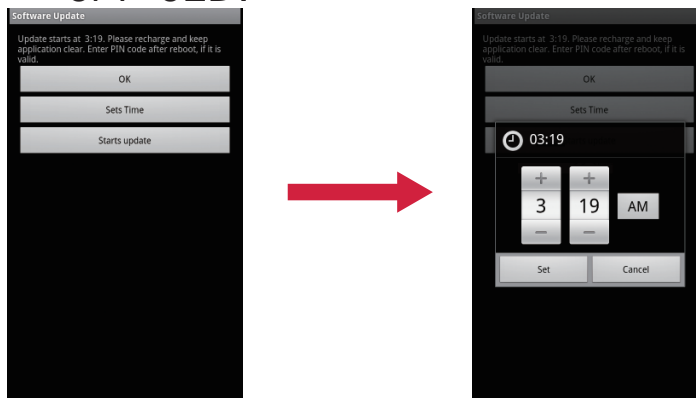 Software Update
Update starts at 3:19. Please recharge and keep
application clear. Enter PIN code after reboot, if it is
valid.
OK
Sets Time
Starts update
Software Update
Update starts at 3:19. Please recharge and keep
application clear. Enter PIN code after reboot, if it is
valid.
OK
Sets Time
03:19
+ +
3 19 AM
− −
Set Cancel